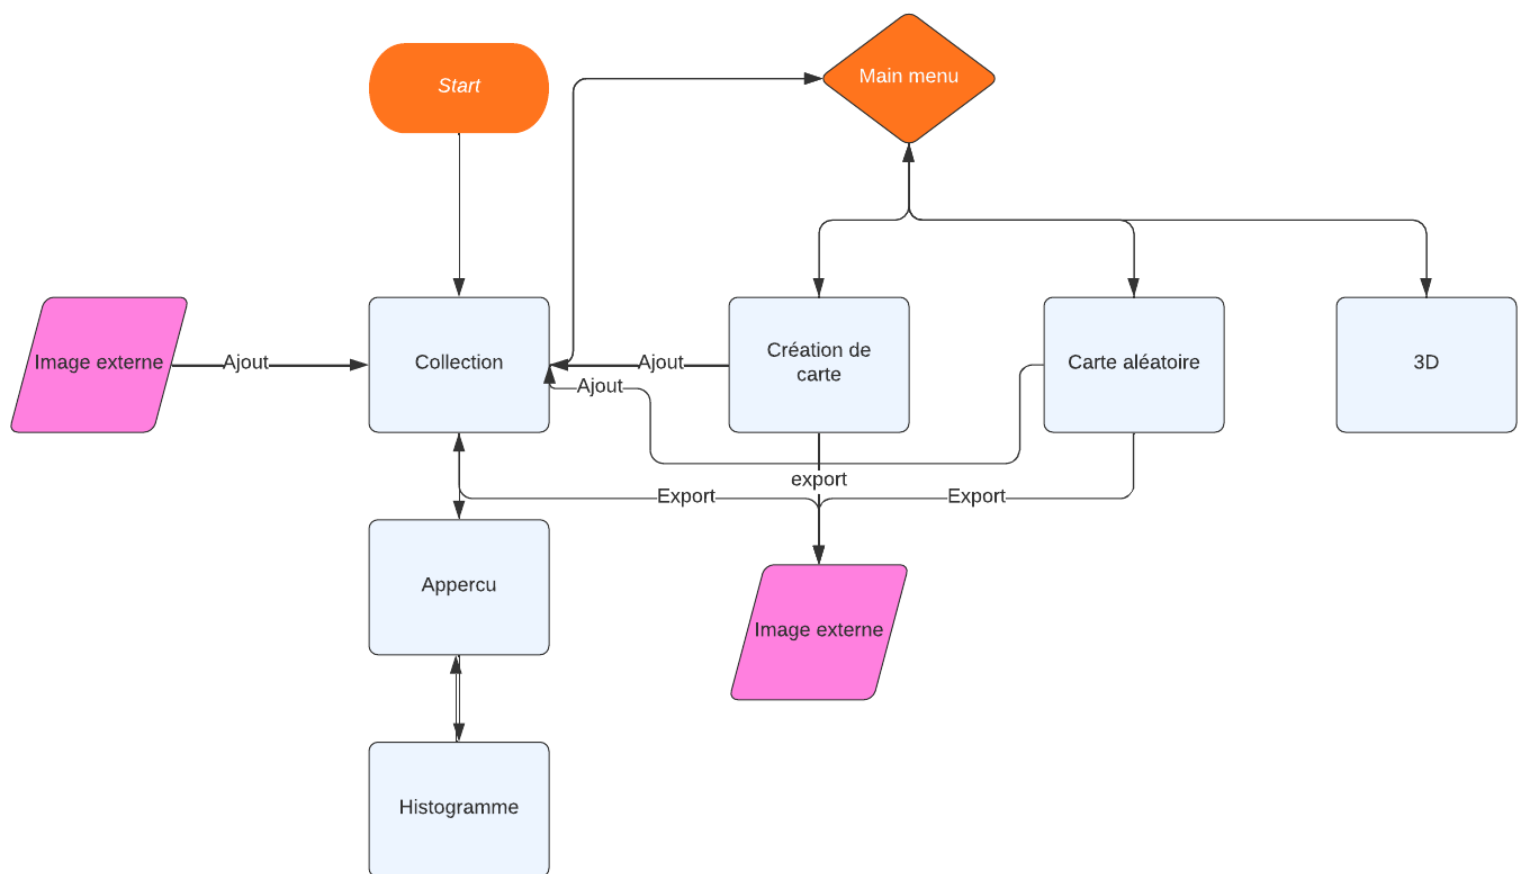 Main menu
Start
Image externe
Ajout
Collection
Ajout
Création de
carte
Carte aléatoire
3D
Ajout
export
Export
Export
Appercu
Image externe
Histogramme